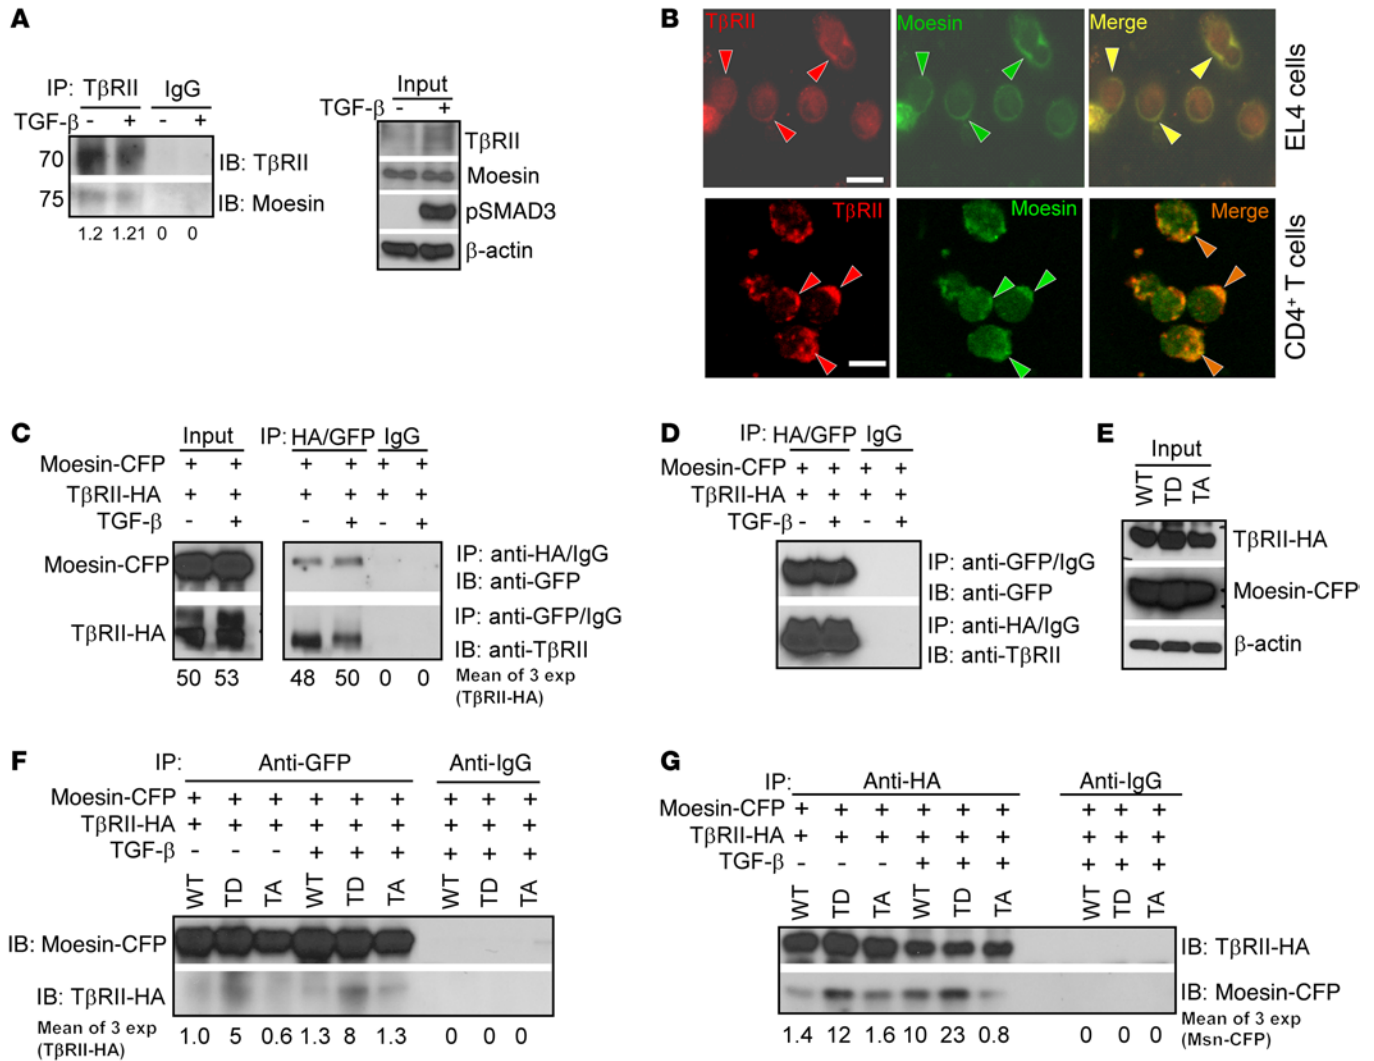 A
IP: TβRII IgG
TGF-β - + - +
70 IB: TβRII
75 IB: Moesin
1.2 1.21 0 0
Input
TGF-β - +
TβRII
Moesin
pSMAD3
β-actin
B
TβRII Moesin Merge
EL4 cells
TβRII Moesin Merge
CD4+ T cells
C
Input IP: HA/GFP IgG
Moesin-CFP + + + + + +
TβRII-HA + + + + + +
TGF-β - + - + - +
Moesin-CFP IP: anti-HA/IgG
IB: anti-GFP
TβRII-HA IP: anti-GFP/IgG
IB: anti-TβRII
50 53 48 50 0 0 Mean of 3 exp
(TβRII-HA)
D
IP: HA/GFP IgG
Moesin-CFP + + + +
TβRII-HA + + + +
TGF-β - + - +
IP: anti-GFP/IgG
IB: anti-GFP
IP: anti-HA/IgG
IB: anti-TβRII
E
Input
WT TD TA
TβRII-HA
Moesin-CFP
β-actin
F
IP: Anti-GFP Anti-IgG
Moesin-CFP + + + + + + + + +
TβRII-HA + + + + + + + + +
TGF-β - - - + + + + + +
WT TD TA WT TD TA WT TD TA
IB: Moesin-CFP
IB: TβRII-HA
Mean of 3 exp
(TβRII-HA) 1.0 5 0.6 1.3 8 1.3 0 0 0
G
IP: Anti-HA Anti-IgG
Moesin-CFP + + + + + + + + +
TβRII-HA + + + + + + + + +
TGF-β - - - + + + + + +
WT TD TA WT TD TA WT TD TA
IB: TβRII-HA
IB: Moesin-CFP
1.4 12 1.6 10 23 0.8 0 0 0 Mean of 3 exp
(Msn-CFP)